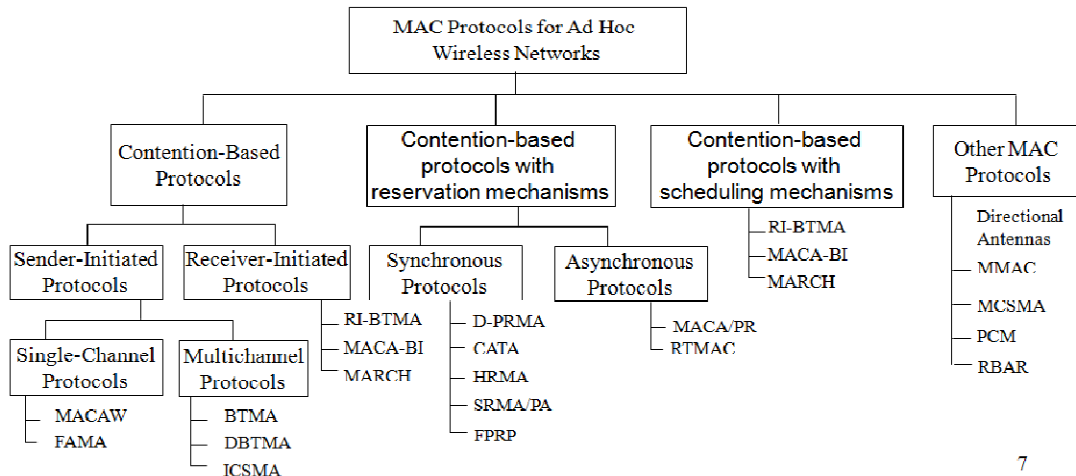 MAC Protocols for Ad Hoc
Wireless Networks
Contention-Based
Protocols
Contention-based
protocols with
reservation mechanisms
Contention-based
protocols with
scheduling mechanisms
Other MAC
Protocols
Sender-Initiated
Protocols
Receiver-Initiated
Protocols
Synchronous
Protocols
Asynchronous
Protocols
RI-BTMA
MACA-BI
MARCH
Directional
Antennas
MMAC
MCSMA
PCM
RBAR
Single-Channel
Protocols
Multichannel
Protocols
RI-BTMA
MACA-BI
MARCH
D-PRMA
CATA
HRMA
SRMA/PA
FPRP
MACA/PR
RTMAC
MACAW
FAMA
BTMA
DBTMA
ICSMA
7